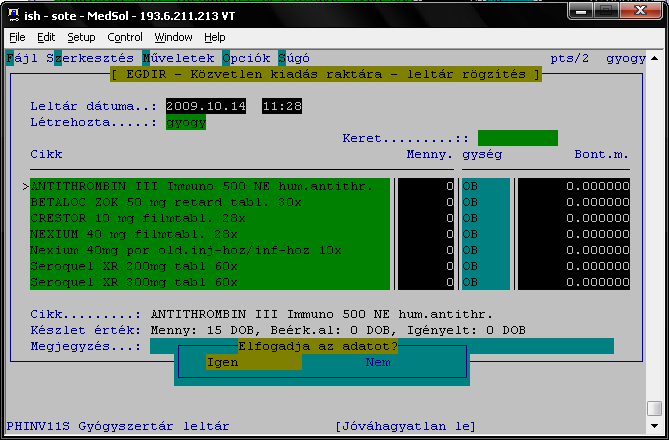 ish - sote - MedSol - 193.6.211.213 VT
File Edit Setup Control Window Help
Fájl Szerkesztés Műveletek Opciók Súgó pts/2 gyogy
[ EGDIR - Közvetlen kiadás raktára - leltár rögzítés ]
Leltár dátuma..: 2009.10.14 11:28
Létrehozta.....: gyogy
Keret.........::
Cikk Menny. gység Bont.m.
>ANTITHROMBIN III Immuno 500 NE hum.antithr. 0 OB 0.000000
BETALOC ZOK 50 mg retard tabl. 30x 0 OB 0.000000
CRESTOR 10 mg filmtabl. 28x 0 OB 0.000000
NEXIUM 40 mg filmtabl. 28x 0 OB 0.000000
Nexium 40mg por old.inj-hoz/inf-hoz 10x 0 OB 0.000000
Seroquel XR 200mg tabl 60x 0 OB 0.000000
Seroquel XR 300mg tabl 60x 0 OB 0.000000
Cikk.........: ANTITHROMBIN III Immuno 500 NE hum.antithr.
Készlet érték: Menny: 15 DOB, Beérk.al: 0 DOB, Igényelt: 0 DOB
Megjegyzés...:
Elfogadja az adatot?
Igen Nem
PHINV11S Gyógyszertár leltár [Jóváhagyatlan le]